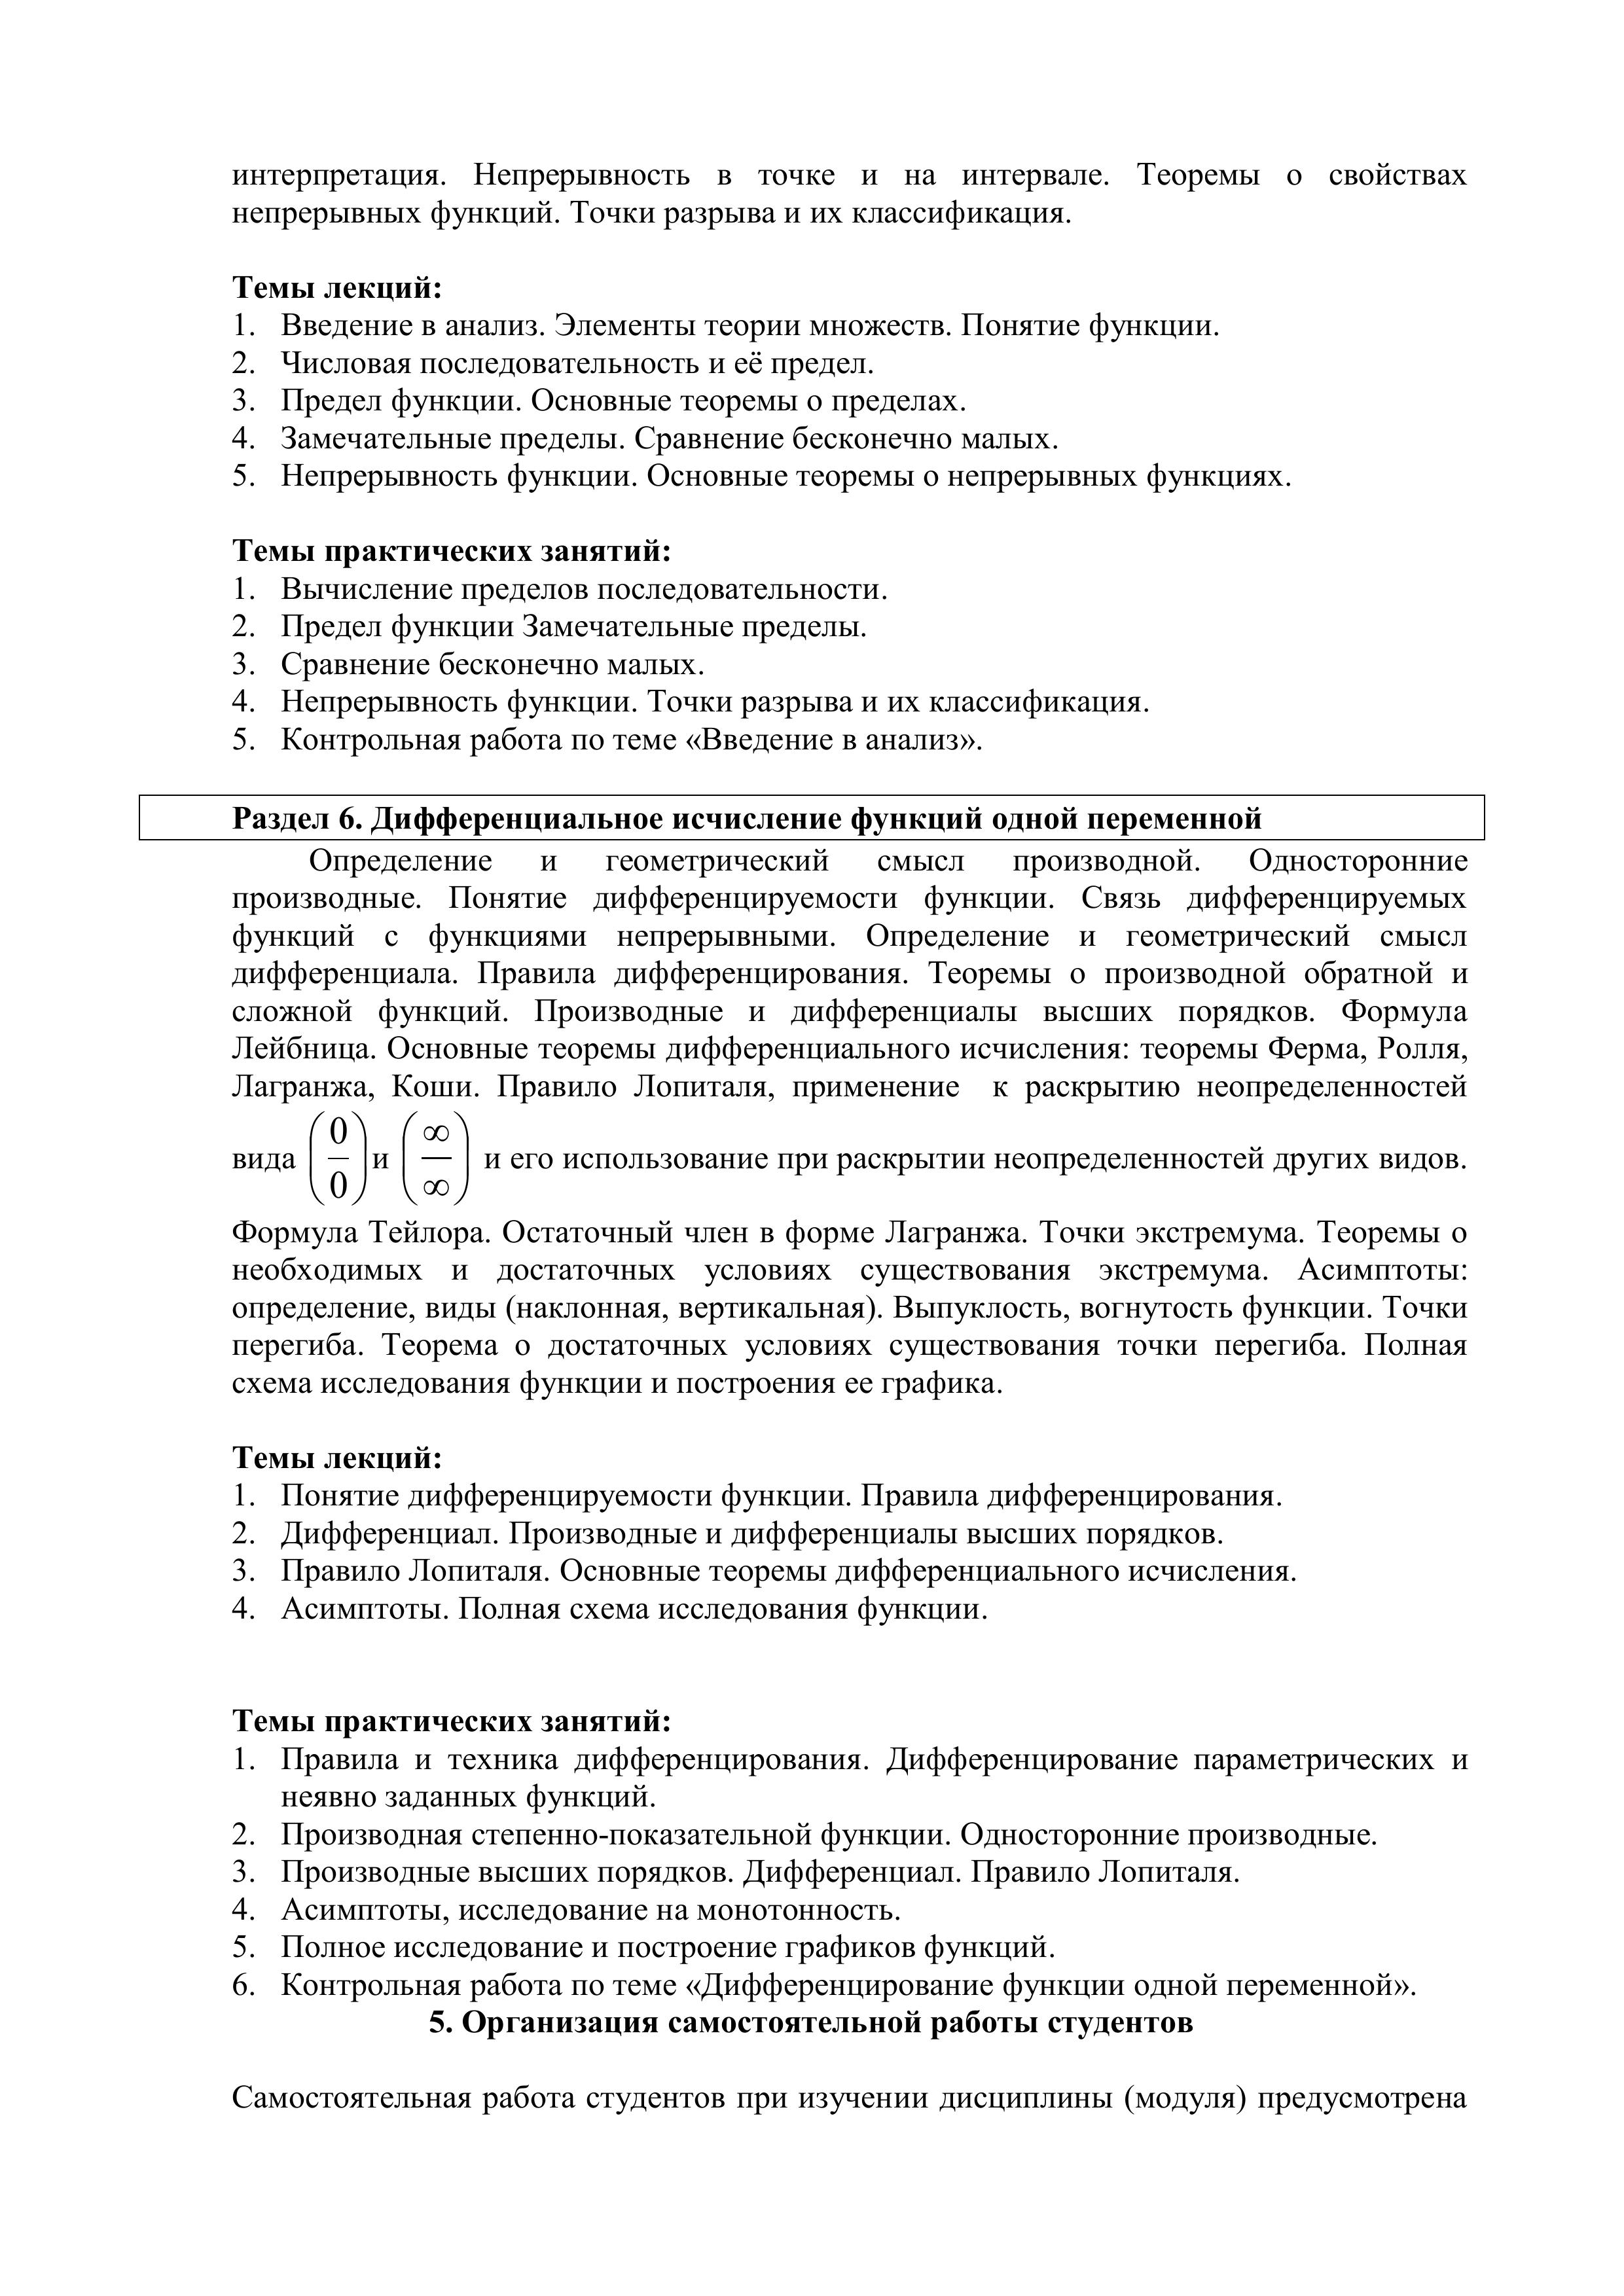 интерпретация. Непрерывность в точке и на интервале. Теоремы о свойствах
непрерывных функций. Точки разрыва и их классификация.
Темы лекций:
1. Введение в анализ. Элементы теории множеств. Понятие функции.
2. Числовая последовательность и её предел.
3. Предел функции. Основные теоремы о пределах.
4. Замечательные пределы. Сравнение бесконечно малых.
5. Непрерывность функции. Основные теоремы о непрерывных функциях.
Темы практических занятий:
1. Вычисление пределов последовательности.
2. Предел функции Замечательные пределы.
3. Сравнение бесконечно малых.
4. Непрерывность функции. Точки разрыва и их классификация.
5. Контрольная работа по теме «Введение в анализ».
Раздел 6. Дифференциальное исчисление функций одной переменной
Определение и геометрический смысл производной. Односторонние
производные. Понятие дифференцируемости функции. Связь дифференцируемых
функций с функциями непрерывными. Определение и геометрический смысл
дифференциала. Правила дифференцирования. Теоремы о производной обратной и
сложной функций. Производные и дифференциалы высших порядков. Формула
Лейбница. Основные теоремы дифференциального исчисления: теоремы Ферма, Ролля,
Лагранжа, Коши. Правило Лопиталя, применение к раскрытию неопределенностей
вида (0/0) и (∞/∞) и его использование при раскрытии неопределенностей других видов.
Формула Тейлора. Остаточный член в форме Лагранжа. Точки экстремума. Теоремы о
необходимых и достаточных условиях существования экстремума. Асимптоты:
определение, виды (наклонная, вертикальная). Выпуклость, вогнутость функции. Точки
перегиба. Теорема о достаточных условиях существования точки перегиба. Полная
схема исследования функции и построения ее графика.
Темы лекций:
1. Понятие дифференцируемости функции. Правила дифференцирования.
2. Дифференциал. Производные и дифференциалы высших порядков.
3. Правило Лопиталя. Основные теоремы дифференциального исчисления.
4. Асимптоты. Полная схема исследования функции.
Темы практических занятий:
1. Правила и техника дифференцирования. Дифференцирование параметрических и
неявно заданных функций.
2. Производная степенно-показательной функции. Односторонние производные.
3. Производные высших порядков. Дифференциал. Правило Лопиталя.
4. Асимптоты, исследование на монотонность.
5. Полное исследование и построение графиков функций.
6. Контрольная работа по теме «Дифференцирование функции одной переменной».
5. Организация самостоятельной работы студентов
Самостоятельная работа студентов при изучении дисциплины (модуля) предусмотрена